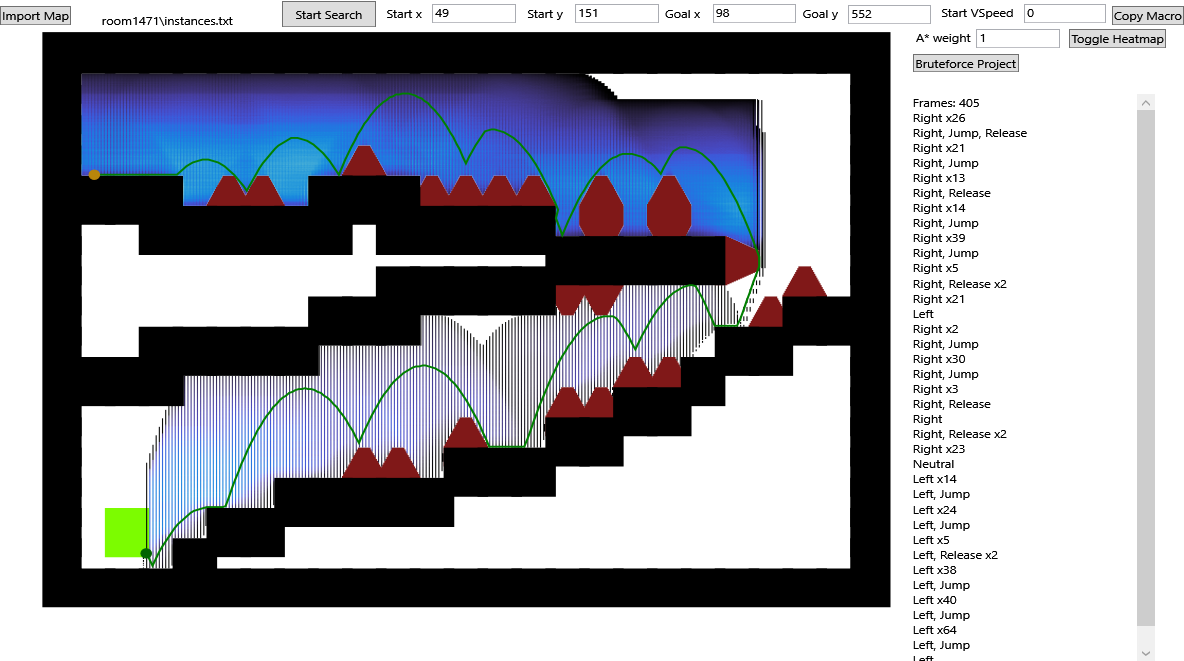 Import Map
room1471\instances.txt
Start Search
Start x 49
Start y 151
Goal x 98
Goal y 552
Start VSpeed 0
Copy Macro
A* weight 1
Toggle Heatmap
Bruteforce Project
Frames: 405
Right x26
Right, Jump, Release
Right x21
Right, Jump
Right x13
Right, Release
Right x14
Right, Jump
Right x39
Right, Jump
Right x5
Right, Release x2
Right x21
Left
Right x2
Right, Jump
Right x30
Right, Jump
Right x3
Right, Release
Right
Right, Release x2
Right x23
Neutral
Left x14
Left, Jump
Left x24
Left, Jump
Left x5
Left, Release x2
Left x38
Left, Jump
Left x40
Left, Jump
Left x64
Left, Jump